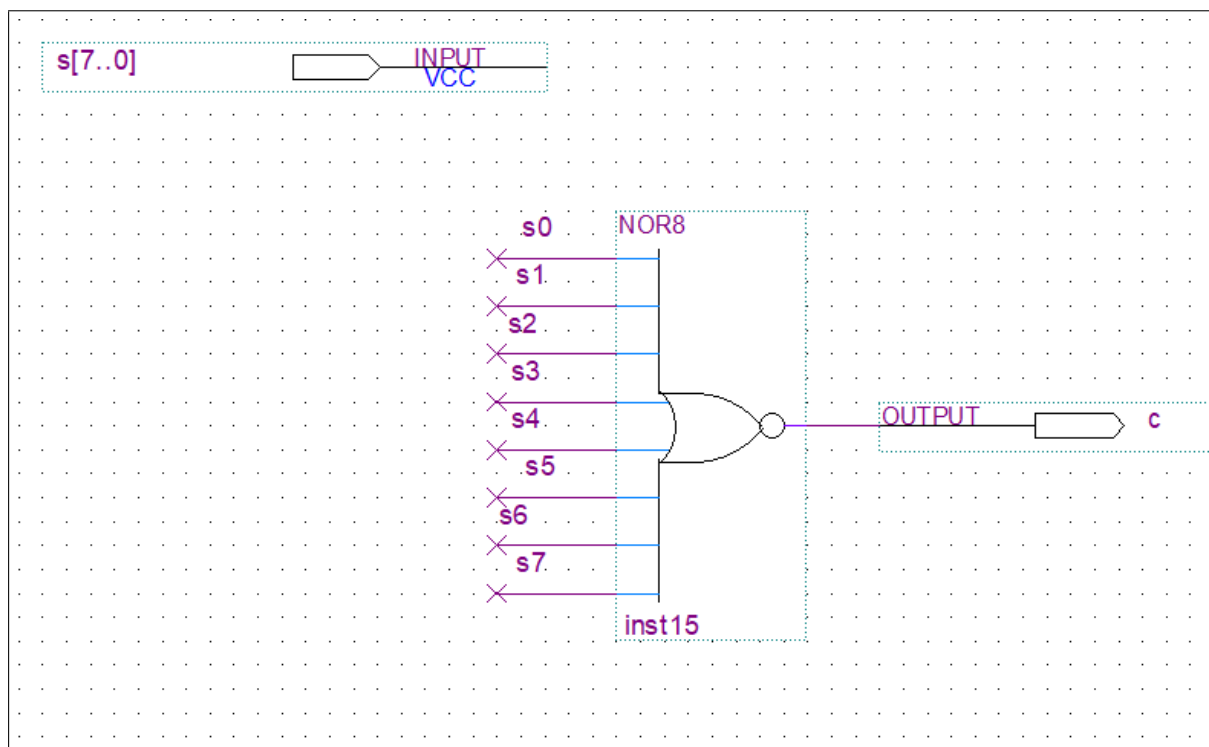 s[7..0] INPUT
VCC
s0 NOR8
s1
s2
s3
s4 OUTPUT c
s5
s6
s7
inst15